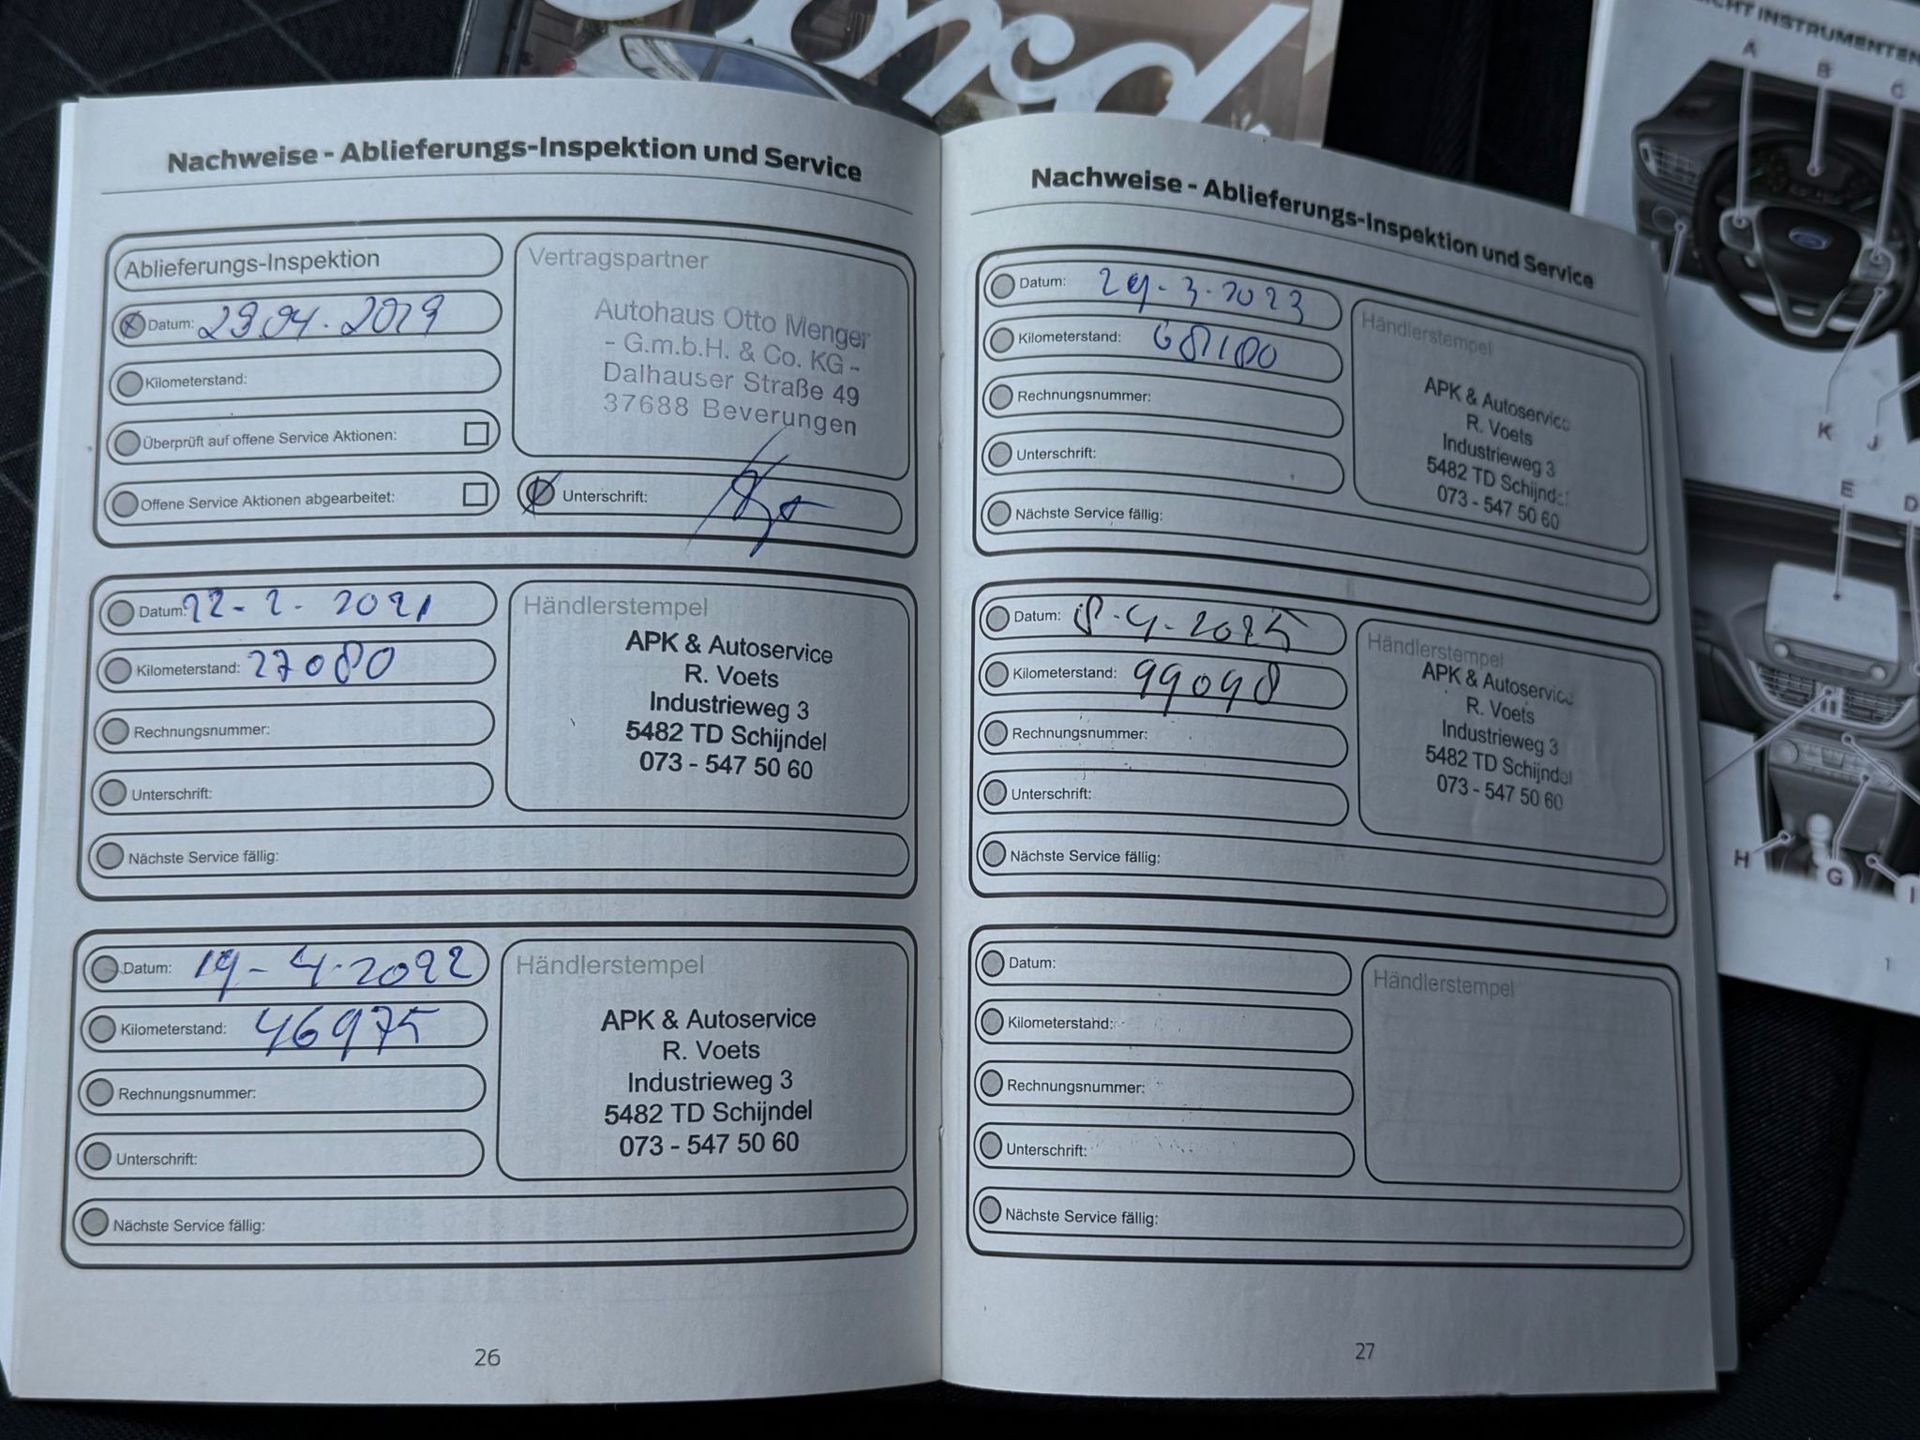 Ford
Nachweise - Ablieferungs-Inspektion und Service
Ablieferungs-Inspektion
Datum: 29.04.2019
Kilometerstand:
Überprüft auf offene Service Aktionen:
Offene Service Aktionen abgearbeitet:
Vertragspartner
Autohaus Otto Menger
- G.m.b.H. & Co. KG -
Dalhauser Straße 49
37688 Beverungen
Unterschrift:
Datum: 22-2-2021
Kilometerstand: 27080
Rechnungsnummer:
Unterschrift:
Nächste Service fällig:
Händlerstempel
APK & Autoservice
R. Voets
Industrieweg 3
5482 TD Schijndel
073 - 547 50 60
Datum: 19-4-2022
Kilometerstand: 46975
Rechnungsnummer:
Unterschrift:
Nächste Service fällig:
Händlerstempel
APK & Autoservice
R. Voets
Industrieweg 3
5482 TD Schijndel
073 - 547 50 60
26
Nachweise - Ablieferungs-Inspektion und Service
Datum: 29-3-2023
Kilometerstand: 68180
Rechnungsnummer:
Unterschrift:
Nächste Service fällig:
Händlerstempel
APK & Autoservice
R. Voets
Industrieweg 3
5482 TD Schijndel
073 - 547 50 60
Datum: 8-4-2025
Kilometerstand: 99098
Rechnungsnummer:
Unterschrift:
Nächste Service fällig:
Händlerstempel
APK & Autoservice
R. Voets
Industrieweg 3
5482 TD Schijndel
073 - 547 50 60
Datum:
Kilometerstand:
Rechnungsnummer:
Unterschrift:
Nächste Service fällig:
Händlerstempel
27
INSTRUMENTEN
A
B
C
K
J
E
D
H
G
I
1